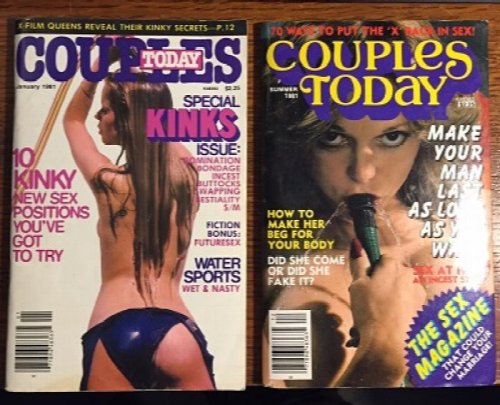 X-FILM QUEENS REVEAL THEIR KINKY SECRETS—P.12
COUPLES
TODAY
January 1981
$2.25
SPECIAL
KINKS
ISSUE:
DOMINATION
BONDAGE
INCEST
BUTTOCKS
SWAPPING
BESTIALITY
S/M
10
KINKY
NEW SEX
POSITIONS
YOU'VE
GOT
TO TRY
FICTION
BONUS:
FUTURESEX
WATER
SPORTS
WET & NASTY
70 WAYS TO PUT THE 'X' BACK IN SEX!
COUPLES
TODAY
SUMMER
1981
MAKE
YOUR
MAN
LAST
AS
AS
HOW TO
MAKE HER
BEG FOR
YOUR BODY
DID SHE COME
OR DID SHE
FAKE IT?
SEX AT
THE SEX
MAGAZINE
THAT COULD
CHANGE YOUR
MARRIAGE!